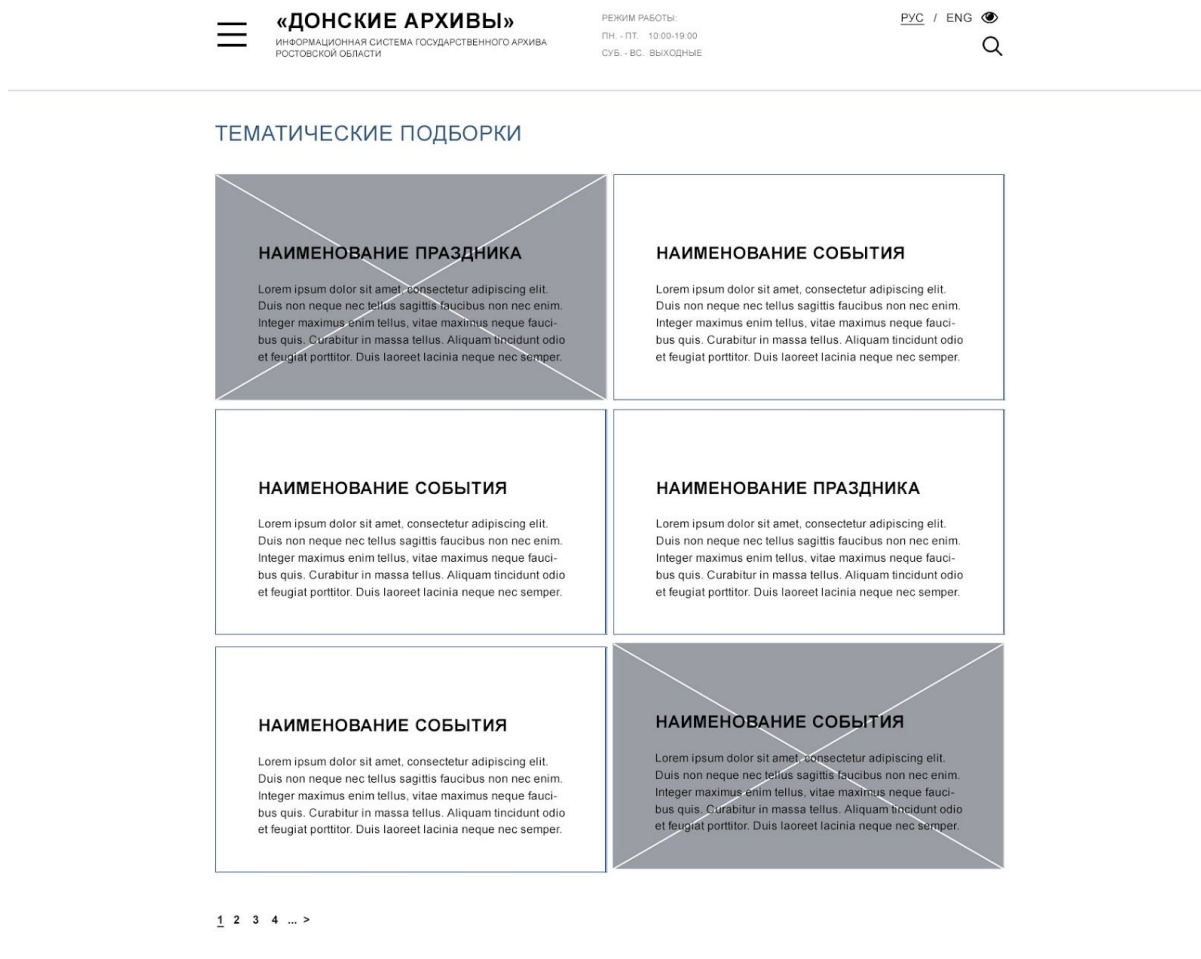 «ДОНСКИЕ АРХИВЫ»
ИНФОРМАЦИОННАЯ СИСТЕМА ГОСУДАРСТВЕННОГО АРХИВА
РОСТОВСКОЙ ОБЛАСТИ
РЕЖИМ РАБОТЫ:
ПН. - ПТ. 10:00-19:00
СУБ. - ВС. ВЫХОДНЫЕ
РУС / ENG
ТЕМАТИЧЕСКИЕ ПОДБОРКИ
НАИМЕНОВАНИЕ ПРАЗДНИКА
Lorem ipsum dolor sit amet, consectetur adipiscing elit.
Duis non neque nec tellus sagittis faucibus non nec enim.
Integer maximus enim tellus, vitae maximus neque fauci-
bus quis. Curabitur in massa tellus. Aliquam tincidunt odio
et feugiat porttitor. Duis laoreet lacinia neque nec semper.
НАИМЕНОВАНИЕ СОБЫТИЯ
Lorem ipsum dolor sit amet, consectetur adipiscing elit.
Duis non neque nec tellus sagittis faucibus non nec enim.
Integer maximus enim tellus, vitae maximus neque fauci-
bus quis. Curabitur in massa tellus. Aliquam tincidunt odio
et feugiat porttitor. Duis laoreet lacinia neque nec semper.
НАИМЕНОВАНИЕ СОБЫТИЯ
Lorem ipsum dolor sit amet, consectetur adipiscing elit.
Duis non neque nec tellus sagittis faucibus non nec enim.
Integer maximus enim tellus, vitae maximus neque fauci-
bus quis. Curabitur in massa tellus. Aliquam tincidunt odio
et feugiat porttitor. Duis laoreet lacinia neque nec semper.
НАИМЕНОВАНИЕ ПРАЗДНИКА
Lorem ipsum dolor sit amet, consectetur adipiscing elit.
Duis non neque nec tellus sagittis faucibus non nec enim.
Integer maximus enim tellus, vitae maximus neque fauci-
bus quis. Curabitur in massa tellus. Aliquam tincidunt odio
et feugiat porttitor. Duis laoreet lacinia neque nec semper.
НАИМЕНОВАНИЕ СОБЫТИЯ
Lorem ipsum dolor sit amet, consectetur adipiscing elit.
Duis non neque nec tellus sagittis faucibus non nec enim.
Integer maximus enim tellus, vitae maximus neque fauci-
bus quis. Curabitur in massa tellus. Aliquam tincidunt odio
et feugiat porttitor. Duis laoreet lacinia neque nec semper.
НАИМЕНОВАНИЕ СОБЫТИЯ
Lorem ipsum dolor sit amet, consectetur adipiscing elit.
Duis non neque nec tellus sagittis faucibus non nec enim.
Integer maximus enim tellus, vitae maximus neque fauci-
bus quis. Curabitur in massa tellus. Aliquam tincidunt odio
et feugiat porttitor. Duis laoreet lacinia neque nec semper.
1 2 3 4 ... >